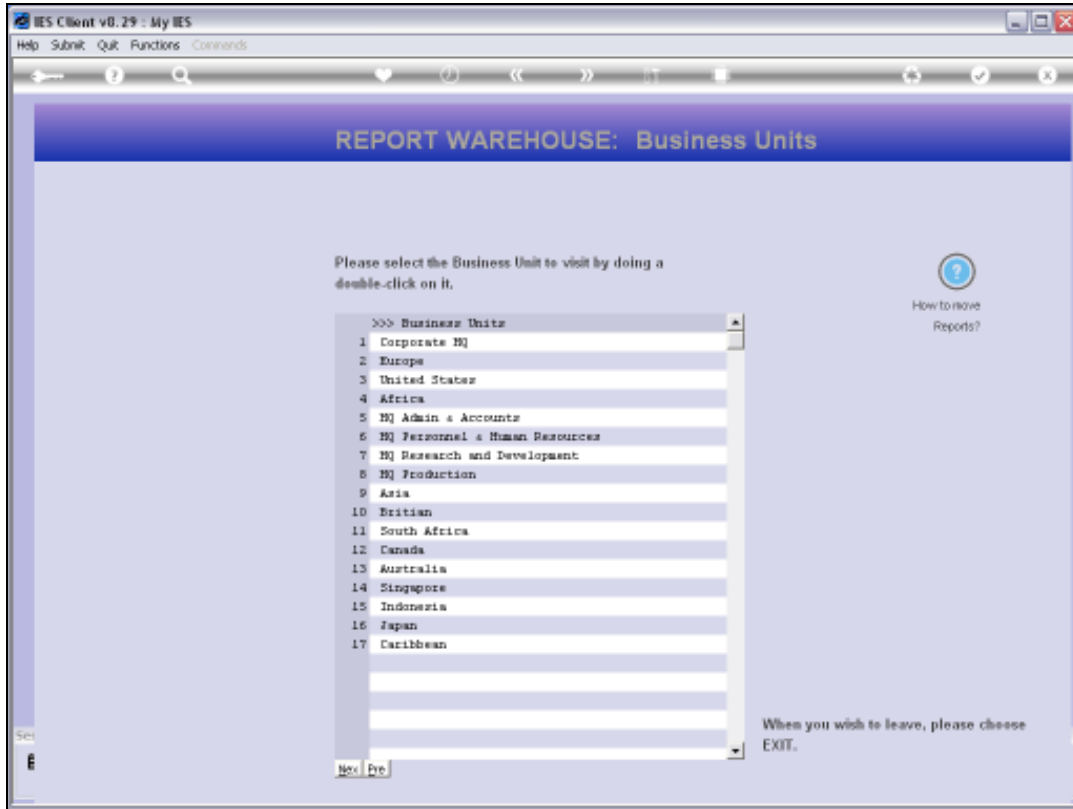 IES Client v8.29 : My IES
Help Submit Quit Functions Commands
REPORT WAREHOUSE: Business Units
Please select the Business Unit to visit by doing a
double-click on it.
How to move
Reports?
>>> Business Units
1 Corporate HQ
2 Europe
3 United States
4 Africa
5 HQ Admin & Accounts
6 HQ Personnel & Human Resources
7 HQ Research and Development
8 HQ Production
9 Asia
10 Britian
11 South Africa
12 Canada
13 Australia
14 Singapore
15 Indonesia
16 Japan
17 Caribbean
When you wish to leave, please choose
EXIT.
Ser
Nex Pre